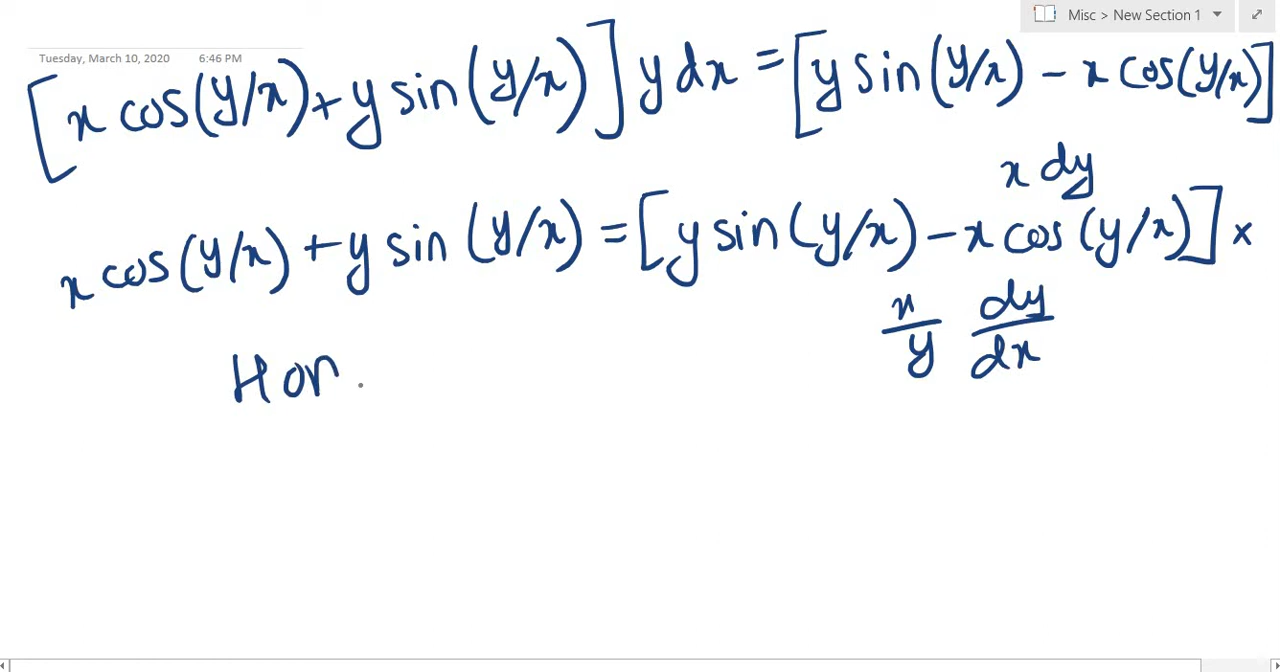 Misc > New Section 1
Tuesday, March 10, 2020 6:46 PM
[x cos(y/x)+y sin(y/x)] y dx = [y sin(y/x) - x cos(y/x)]
x dy
x cos(y/x) + y sin (y/x) = [y sin(y/x) - x cos (y/x)] ×
x/y dy/dx
Hom